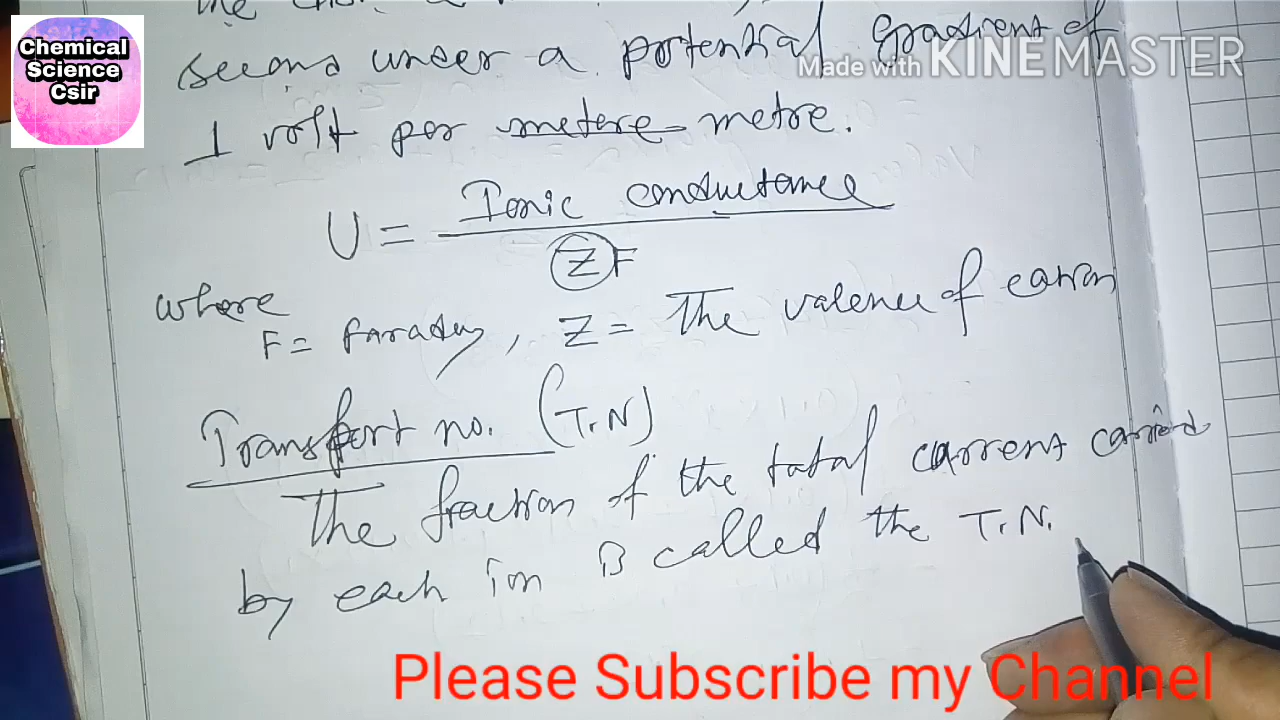 Chemical
Science
Csir
Made with KINEMASTER
the
second under a potential gradient of
1 volt per metere metre.
U = Ionic conductance
ZF
where
F = Faraday, Z = The valence of cation
Transport no. (T.N)
The fraction of the total current carried
by each ion is called the T.N.
Please Subscribe my Channel